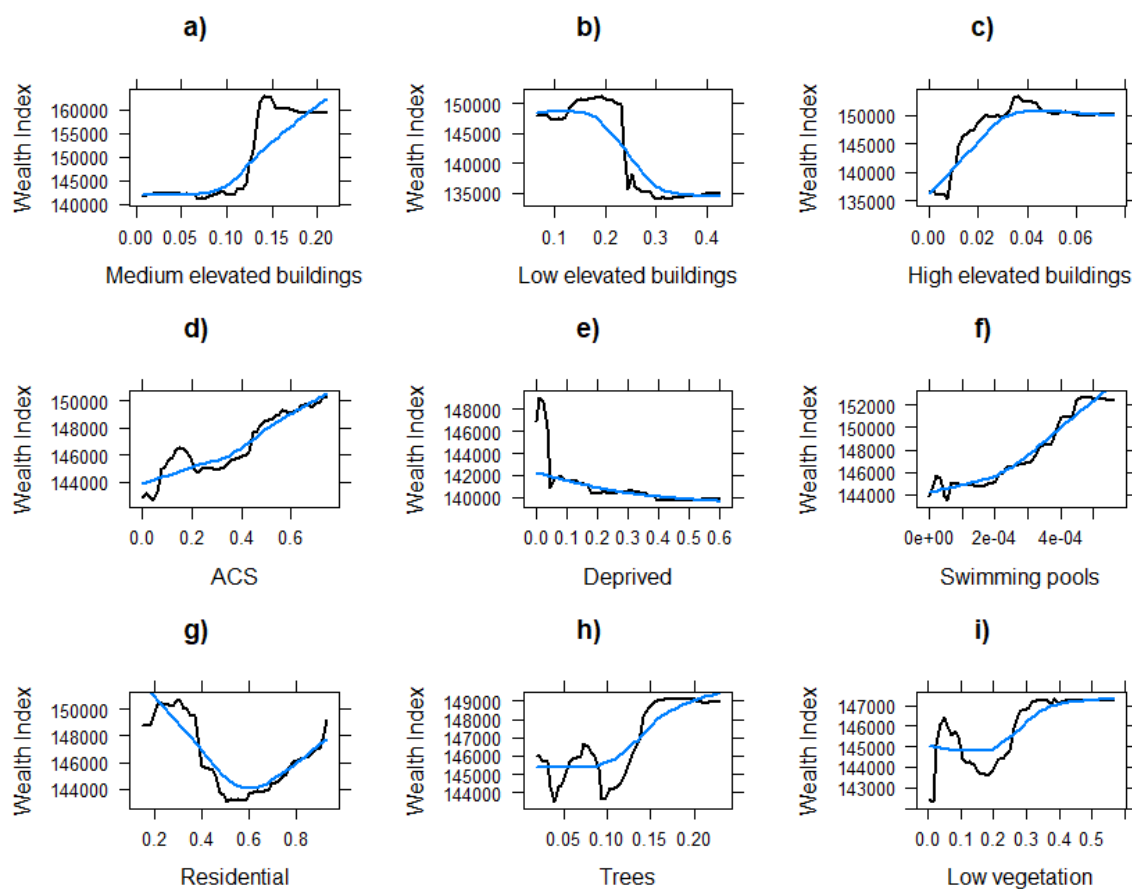 a)
Wealth Index
160000
155000
150000
145000
140000
0.00 0.05 0.10 0.15 0.20
Medium elevated buildings
b)
Wealth Index
150000
145000
140000
135000
0.1 0.2 0.3 0.4
Low elevated buildings
c)
Wealth Index
150000
145000
140000
135000
0.00 0.02 0.04 0.06
High elevated buildings
d)
Wealth Index
150000
148000
146000
144000
0.0 0.2 0.4 0.6
ACS
e)
Wealth Index
148000
146000
144000
142000
140000
0.0 0.1 0.2 0.3 0.4 0.5 0.6
Deprived
f)
Wealth Index
152000
150000
148000
146000
144000
0e+00 2e-04 4e-04
Swimming pools
g)
Wealth Index
150000
148000
146000
144000
0.2 0.4 0.6 0.8
Residential
h)
Wealth Index
149000
148000
147000
146000
145000
144000
0.05 0.10 0.15 0.20
Trees
i)
Wealth Index
147000
146000
145000
144000
143000
0.0 0.1 0.2 0.3 0.4 0.5
Low vegetation